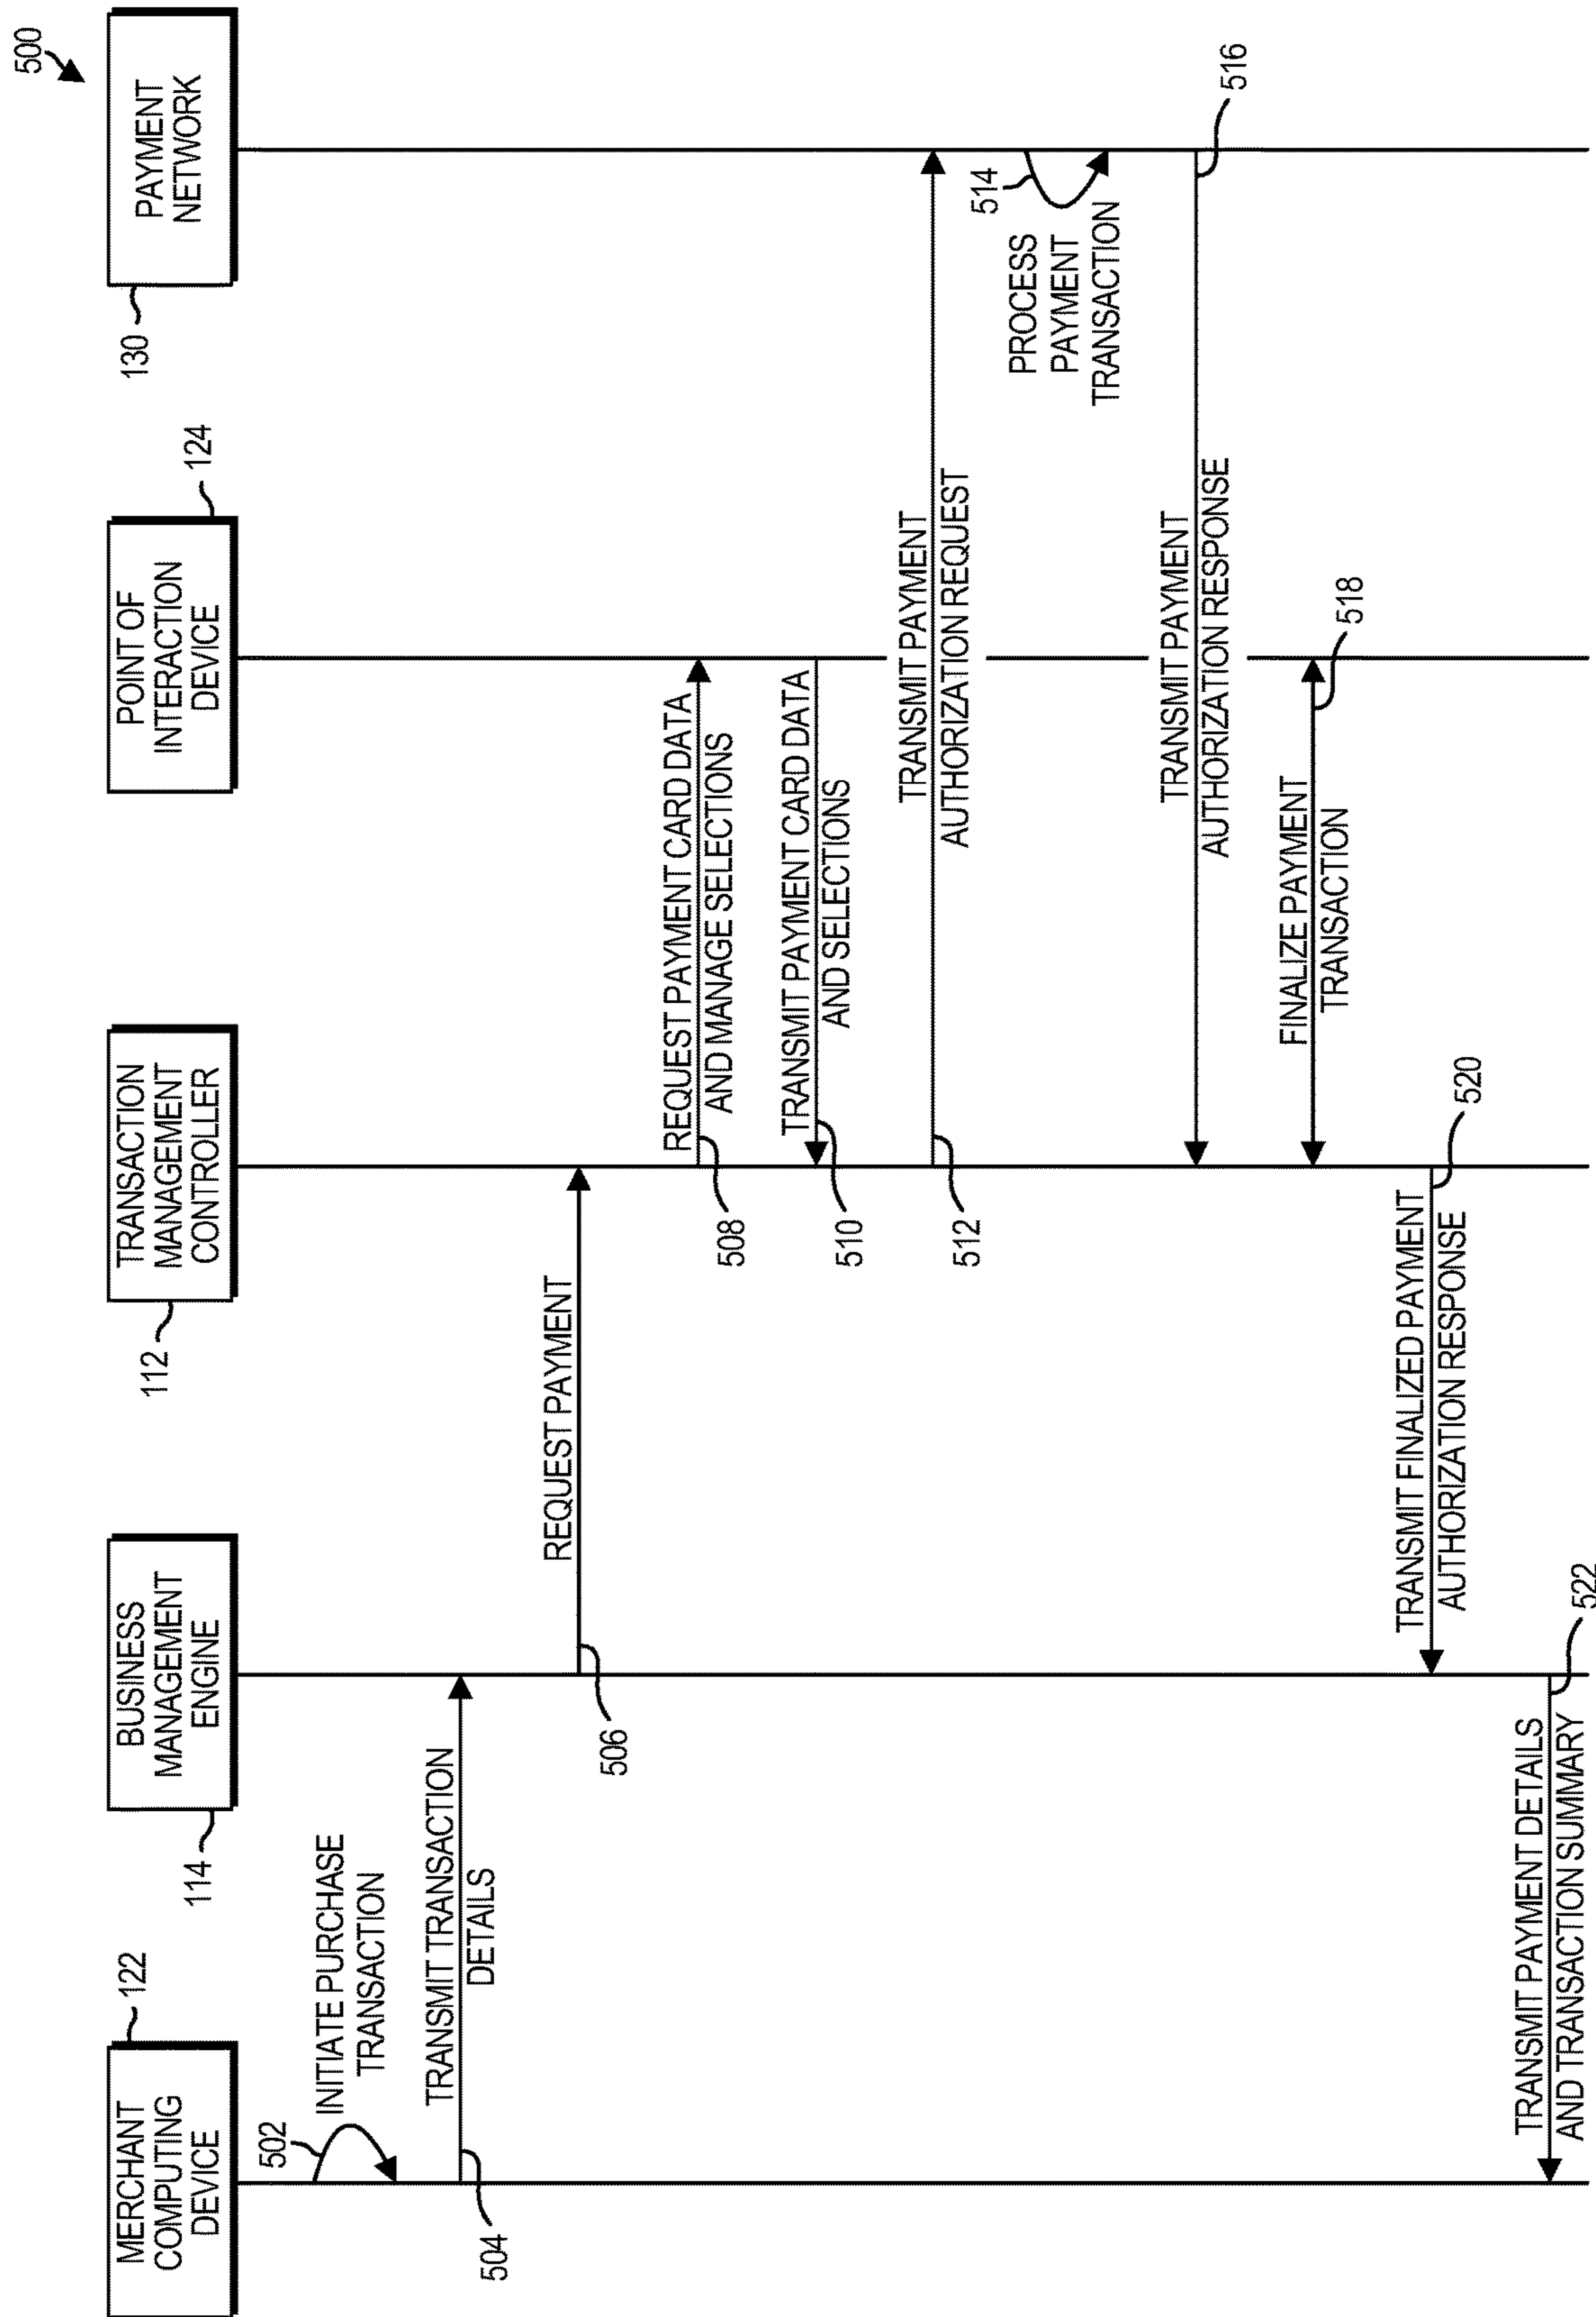 500
MERCHANT
COMPUTING
DEVICE
122
BUSINESS
MANAGEMENT
ENGINE
114
TRANSACTION
MANAGEMENT
CONTROLLER
112
POINT OF
INTERACTION
DEVICE
124
PAYMENT
NETWORK
130
502
INITIATE PURCHASE
TRANSACTION
TRANSMIT TRANSACTION
DETAILS
504
REQUEST PAYMENT
506
REQUEST PAYMENT CARD DATA
AND MANAGE SELECTIONS
508
TRANSMIT PAYMENT CARD DATA
AND SELECTIONS
510
TRANSMIT PAYMENT
AUTHORIZATION REQUEST
512
514
PROCESS
PAYMENT
TRANSACTION
TRANSMIT PAYMENT
AUTHORIZATION RESPONSE
516
FINALIZE PAYMENT
TRANSACTION
518
TRANSMIT FINALIZED PAYMENT
AUTHORIZATION RESPONSE
520
TRANSMIT PAYMENT DETAILS
AND TRANSACTION SUMMARY
522